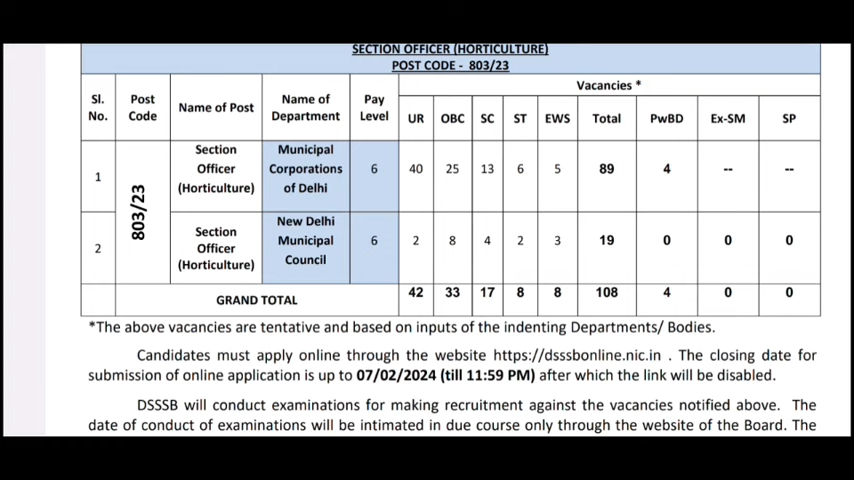 SECTION OFFICER (HORTICULTURE)
POST CODE - 803/23
Sl. No. Post Code Name of Post Name of Department Pay Level Vacancies *
UR OBC SC ST EWS Total PwBD Ex-SM SP
1 803/23 Section Officer (Horticulture) Municipal Corporations of Delhi 6 40 25 13 6 5 89 4 -- --
2 Section Officer (Horticulture) New Delhi Municipal Council 6 2 8 4 2 3 19 0 0 0
GRAND TOTAL 42 33 17 8 8 108 4 0 0
*The above vacancies are tentative and based on inputs of the indenting Departments/ Bodies.
Candidates must apply online through the website https://dsssbonline.nic.in . The closing date for
submission of online application is up to 07/02/2024 (till 11:59 PM) after which the link will be disabled.
DSSSB will conduct examinations for making recruitment against the vacancies notified above. The
date of conduct of examinations will be intimated in due course only through the website of the Board. The